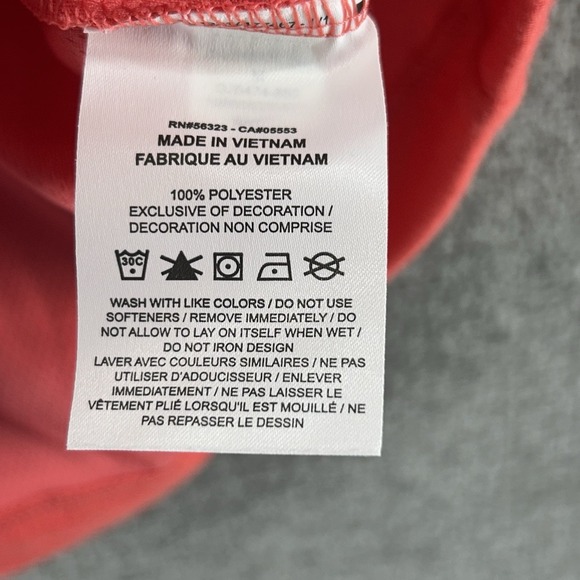 RN#56323 - CA#05553
MADE IN VIETNAM
FABRIQUE AU VIETNAM
100% POLYESTER
EXCLUSIVE OF DECORATION /
DECORATION NON COMPRISE
30C
WASH WITH LIKE COLORS / DO NOT USE
SOFTENERS / REMOVE IMMEDIATELY / DO
NOT ALLOW TO LAY ON ITSELF WHEN WET /
DO NOT IRON DESIGN
LAVER AVEC COULEURS SIMILAIRES / NE PAS
UTILISER D'ADOUCISSEUR / ENLEVER
IMMEDIATEMENT / NE PAS LAISSER LE
VÊTEMENT PLIÉ LORSQU'IL EST MOUILLÉ / NE
PAS REPASSER LE DESSIN